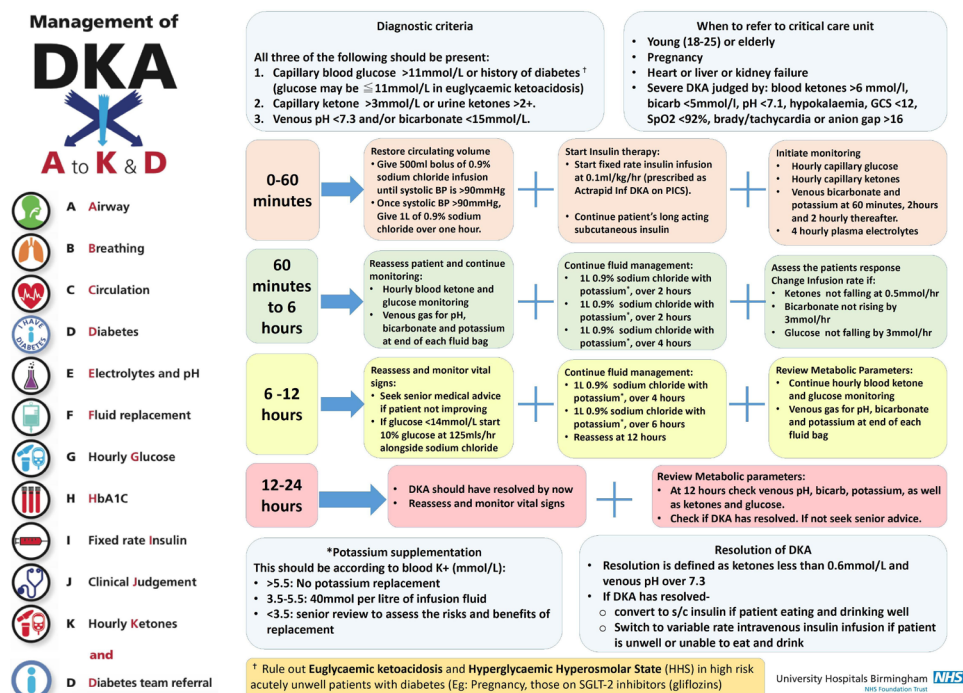 Management of
DKA
A to K & D
A Airway
B Breathing
C Circulation
I HAVE DIABETES
D Diabetes
E Electrolytes and pH
F Fluid replacement
G Hourly Glucose
H HbA1C
I Fixed rate Insulin
J Clinical Judgement
K Hourly Ketones
and
D Diabetes team referral
Diagnostic criteria
All three of the following should be present:
1. Capillary blood glucose >11mmol/L or history of diabetes †
(glucose may be ≦11mmol/L in euglycaemic ketoacidosis)
2. Capillary ketone >3mmol/L or urine ketones >2+.
3. Venous pH <7.3 and/or bicarbonate <15mmol/L.
When to refer to critical care unit
• Young (18-25) or elderly
• Pregnancy
• Heart or liver or kidney failure
• Severe DKA judged by: blood ketones >6 mmol/l,
bicarb <5mmol/l, pH <7.1, hypokalaemia, GCS <12,
SpO2 <92%, brady/tachycardia or anion gap >16
0-60
minutes
Restore circulating volume
• Give 500ml bolus of 0.9%
sodium chloride infusion
until systolic BP is >90mmHg
• Once systolic BP >90mmHg,
Give 1L of 0.9% sodium
chloride over one hour.
Start Insulin therapy:
• Start fixed rate insulin infusion
at 0.1ml/kg/hr (prescribed as
Actrapid Inf DKA on PICS).
• Continue patient's long acting
subcutaneous insulin
Initiate monitoring
• Hourly capillary glucose
• Hourly capillary ketones
• Venous bicarbonate and
potassium at 60 minutes, 2hours
and 2 hourly thereafter.
• 4 hourly plasma electrolytes
60
minutes
to 6
hours
Reassess patient and continue
monitoring:
• Hourly blood ketone and
glucose monitoring
• Venous gas for pH,
bicarbonate and potassium
at end of each fluid bag
Continue fluid management:
• 1L 0.9% sodium chloride with
potassium*, over 2 hours
• 1L 0.9% sodium chloride with
potassium*, over 2 hours
• 1L 0.9% sodium chloride with
potassium*, over 4 hours
Assess the patients response
Change Infusion rate if:
• Ketones not falling at 0.5mmol/hr
• Bicarbonate not rising by
3mmol/hr
• Glucose not falling by 3mmol/hr
6 -12
hours
Reassess and monitor vital
signs:
• Seek senior medical advice
if patient not improving
• If glucose <14mmol/L start
10% glucose at 125mls/hr
alongside sodium chloride
Continue fluid management:
• 1L 0.9% sodium chloride with
potassium*, over 4 hours
• 1L 0.9% sodium chloride with
potassium*, over 6 hours
• Reassess at 12 hours
Review Metabolic Parameters:
• Continue hourly blood ketone
and glucose monitoring
• Venous gas for pH, bicarbonate
and potassium at end of each
fluid bag
12-24
hours
• DKA should have resolved by now
• Reassess and monitor vital signs
Review Metabolic parameters:
• At 12 hours check venous pH, bicarb, potassium, as well
as ketones and glucose.
• Check if DKA has resolved. If not seek senior advice.
*Potassium supplementation
This should be according to blood K+ (mmol/L):
• >5.5: No potassium replacement
• 3.5-5.5: 40mmol per litre of infusion fluid
• <3.5: senior review to assess the risks and benefits of
replacement
Resolution of DKA
• Resolution is defined as ketones less than 0.6mmol/L and
venous pH over 7.3
• If DKA has resolved-
o convert to s/c insulin if patient eating and drinking well
o Switch to variable rate intravenous insulin infusion if patient
is unwell or unable to eat and drink
† Rule out Euglycaemic ketoacidosis and Hyperglycaemic Hyperosmolar State (HHS) in high risk
acutely unwell patients with diabetes (Eg: Pregnancy, those on SGLT-2 inhibitors (gliflozins)
University Hospitals Birmingham NHS
NHS Foundation Trust